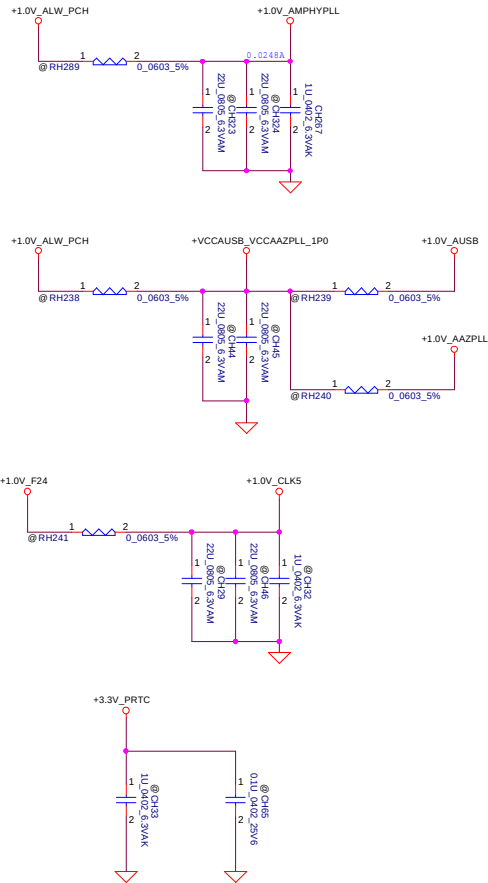 +1.0V_ALW_PCH
+1.0V_AMPHYPLL
0.0248A
1
2
@ RH289
0_0603_5%
1
2
@ CH323
22U_0805_6.3VAM
1
2
@ CH324
22U_0805_6.3VAM
1
2
CH267
1U_0402_6.3VAK
+1.0V_ALW_PCH
+VCCAUSB_VCCAAZPLL_1P0
+1.0V_AUSB
1
2
@ RH238
0_0603_5%
1
2
@ RH239
0_0603_5%
1
2
@ CH44
22U_0805_6.3VAM
1
2
@ CH45
22U_0805_6.3VAM
+1.0V_AAZPLL
1
2
@ RH240
0_0603_5%
+1.0V_F24
+1.0V_CLK5
1
2
@ RH241
0_0603_5%
1
2
@ CH29
22U_0805_6.3VAM
1
2
@ CH46
22U_0805_6.3VAM
1
2
@ CH32
1U_0402_6.3VAK
+3.3V_PRTC
1
2
@ CH33
1U_0402_6.3VAK
1
2
@ CH65
0.1U_0402_25V6